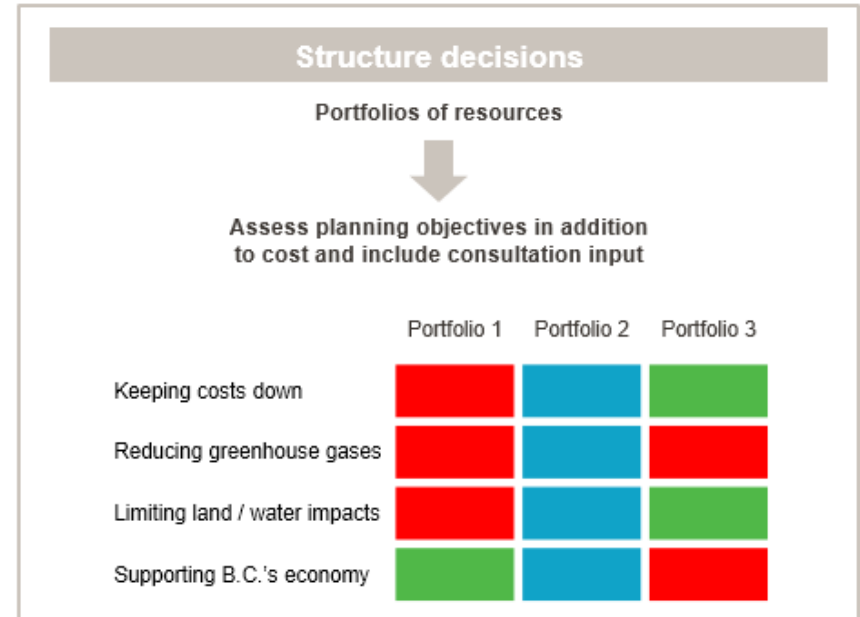 Structure decisions
Portfolios of resources
Assess planning objectives in addition
to cost and include consultation input
Portfolio 1 Portfolio 2 Portfolio 3
Keeping costs down
Reducing greenhouse gases
Limiting land / water impacts
Supporting B.C.'s economy